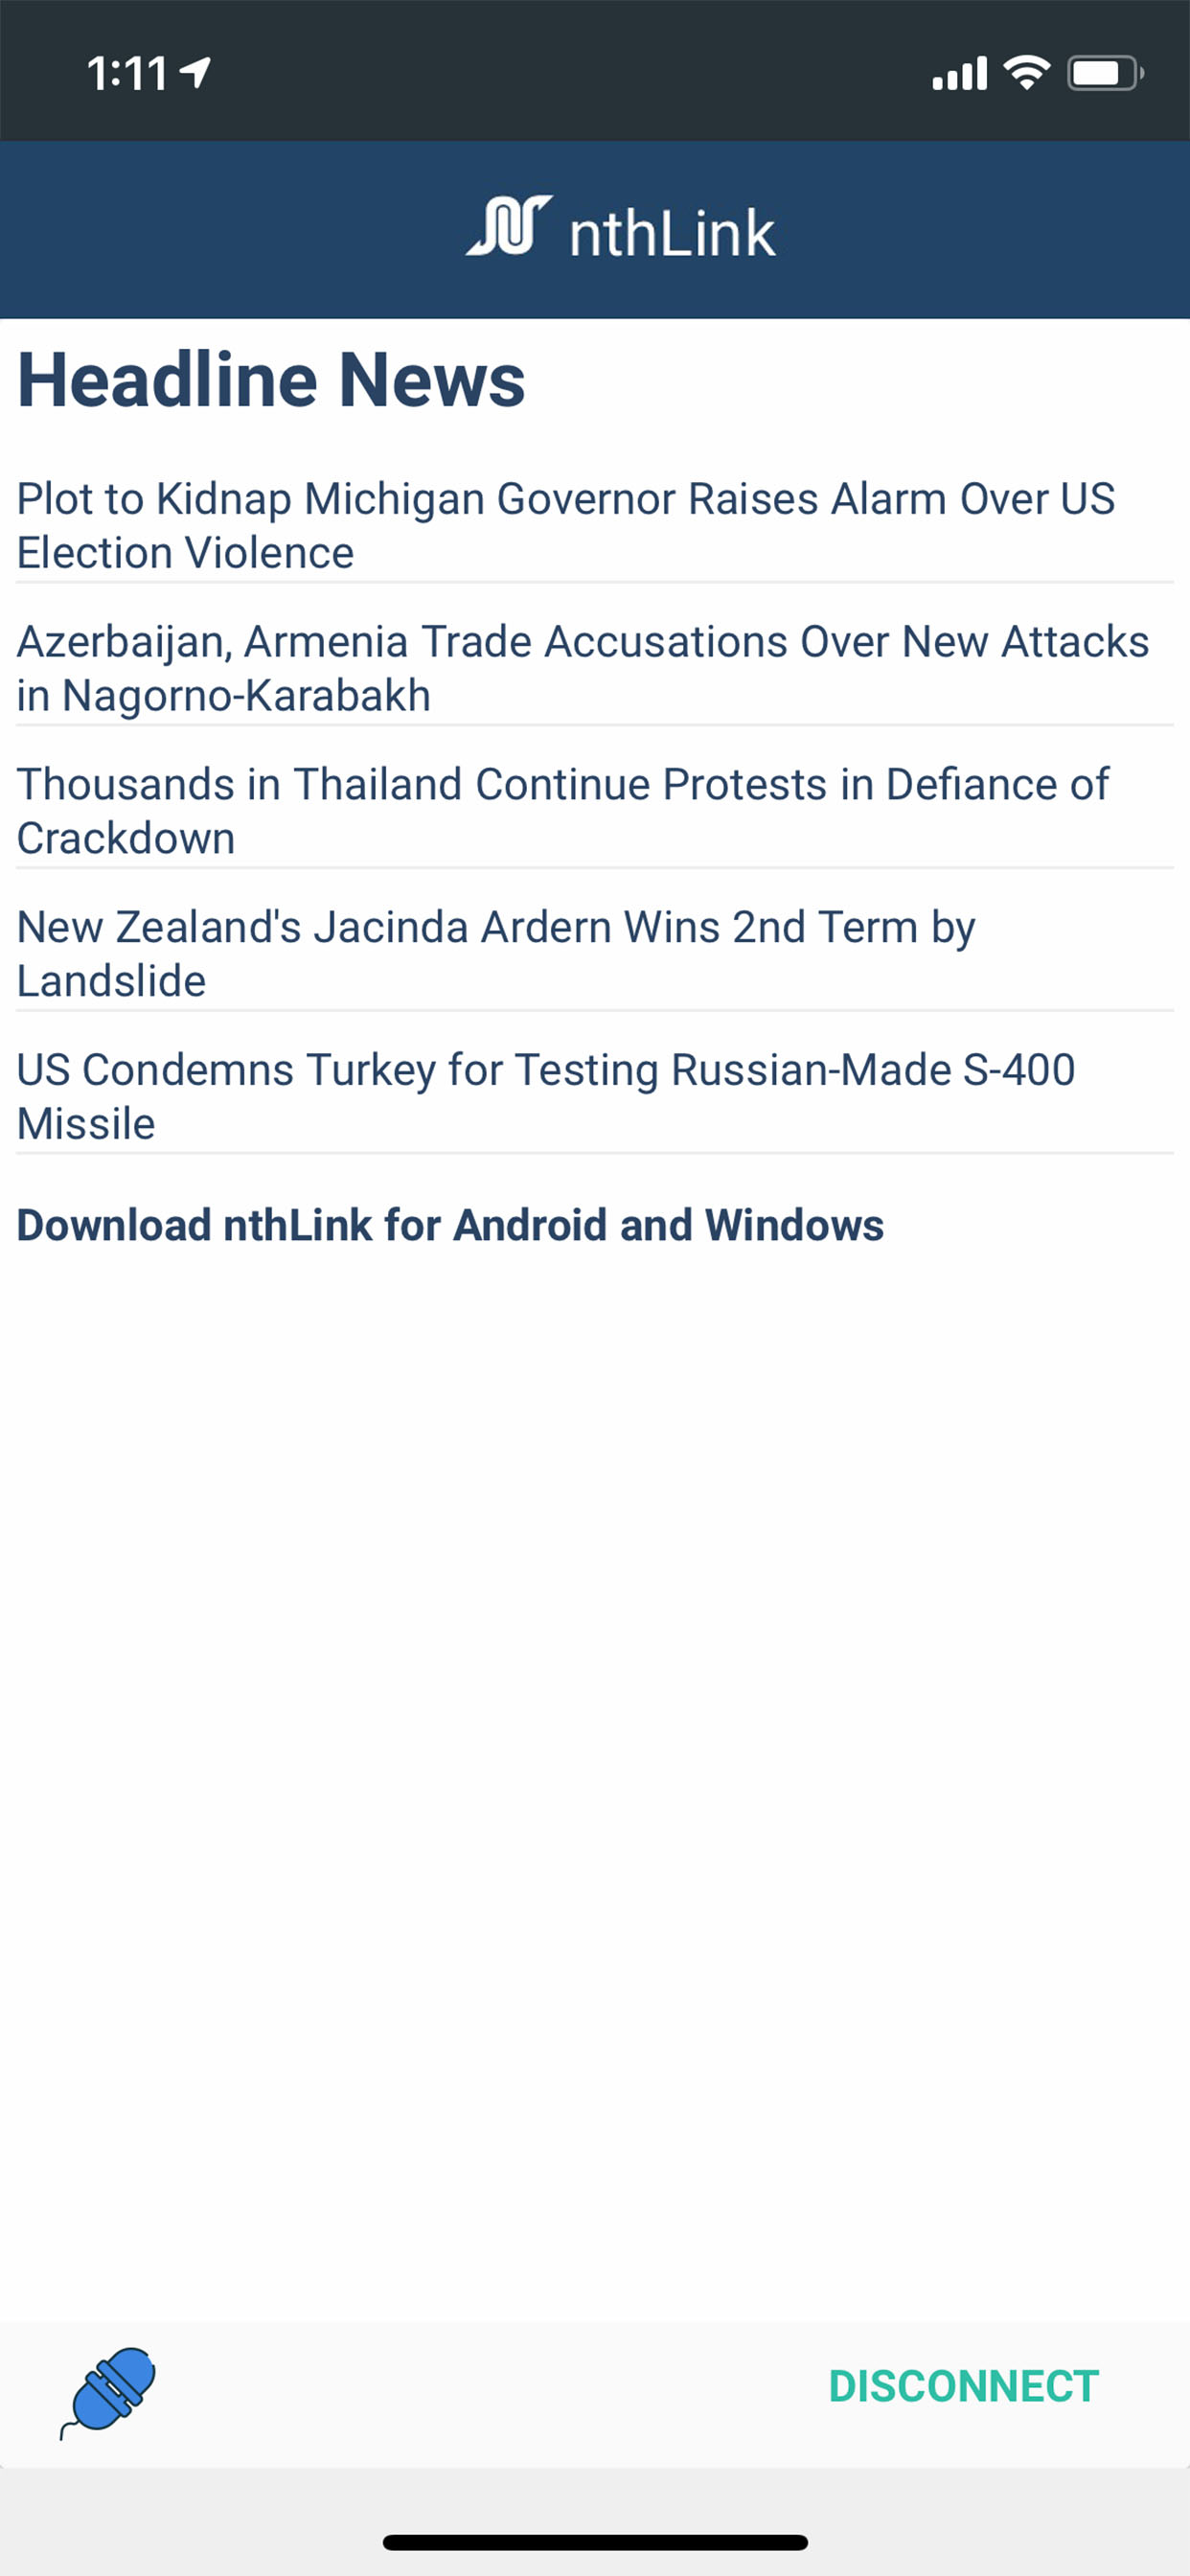 1:11
nthLink
Headline News
Plot to Kidnap Michigan Governor Raises Alarm Over US
Election Violence
Azerbaijan, Armenia Trade Accusations Over New Attacks
in Nagorno-Karabakh
Thousands in Thailand Continue Protests in Defiance of
Crackdown
New Zealand's Jacinda Ardern Wins 2nd Term by
Landslide
US Condemns Turkey for Testing Russian-Made S-400
Missile
Download nthLink for Android and Windows
DISCONNECT